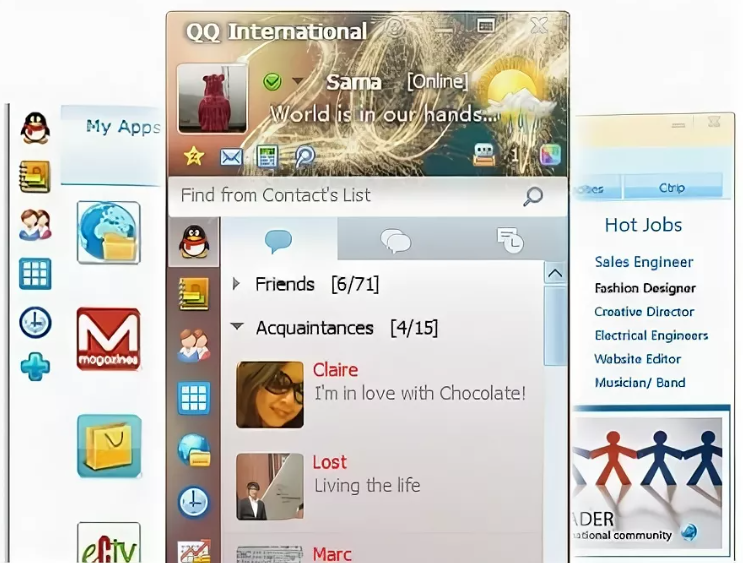 QQ International
Sama [Online]
World is in our hands...
1
Find from Contact's List
Friends [6/71]
Acquaintances [4/15]
Claire
I'm in love with Chocolate!
Lost
Living the life
Marc
My Apps
M
magazines
Ctrip
Hot Jobs
Sales Engineer
Fashion Designer
Creative Director
Electrical Engineers
Website Editor
Musician/ Band
ADER
ational community